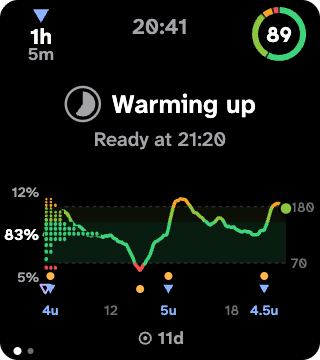 1h
5m
20:41
89
Warming up
Ready at 21:20
12%
83%
5%
180
70
4u 12 5u 18 4.5u
11d